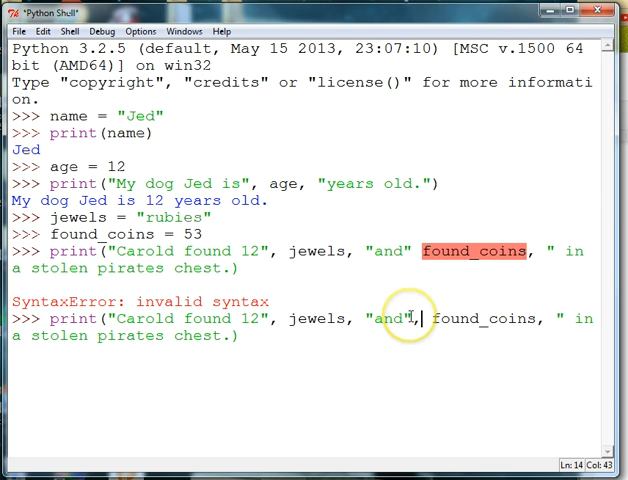 *Python Shell*
File Edit Shell Debug Options Windows Help
Python 3.2.5 (default, May 15 2013, 23:07:10) [MSC v.1500 64
bit (AMD64)] on win32
Type "copyright", "credits" or "license()" for more informati
on.
>>> name = "Jed"
>>> print(name)
Jed
>>> age = 12
>>> print("My dog Jed is", age, "years old.")
My dog Jed is 12 years old.
>>> jewels = "rubies"
>>> found_coins = 53
>>> print("Carold found 12", jewels, "and" found_coins, " in
a stolen pirates chest.)
SyntaxError: invalid syntax
>>> print("Carold found 12", jewels, "and", found_coins, " in
a stolen pirates chest.)
Ln: 14 Col: 43